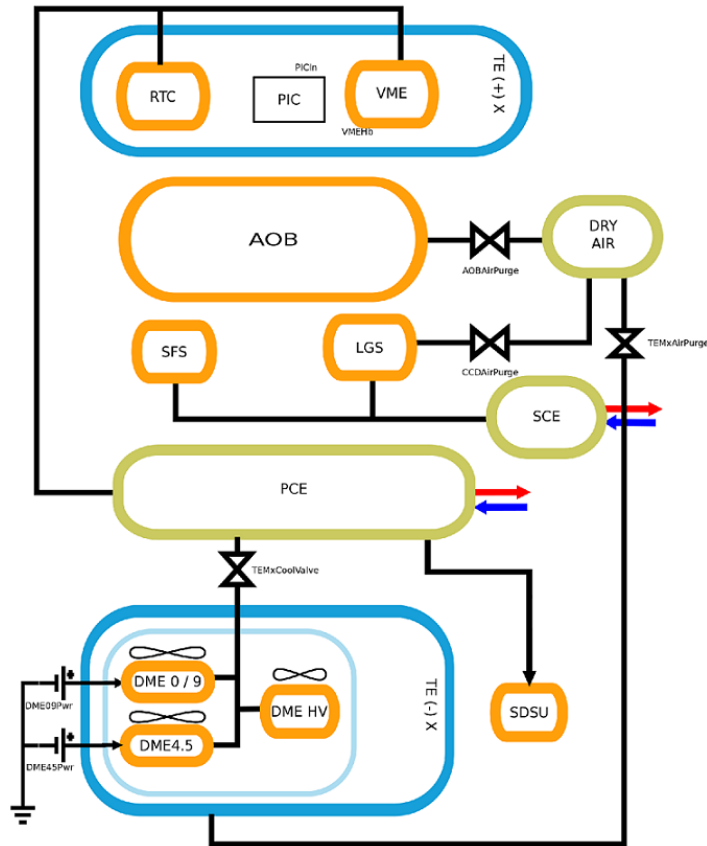 PICIn
RTC
PIC
VME
VMEHb
TE (+) X
AOB
DRY
AIR
AOBAirPurge
SFS
LGS
CCDAirPurge
TEMxAirPurge
SCE
PCE
TEMxCoolValve
DME 0 / 9
DME09Pwr
DME HV
TE (-) X
SDSU
DME4.5
DME45Pwr